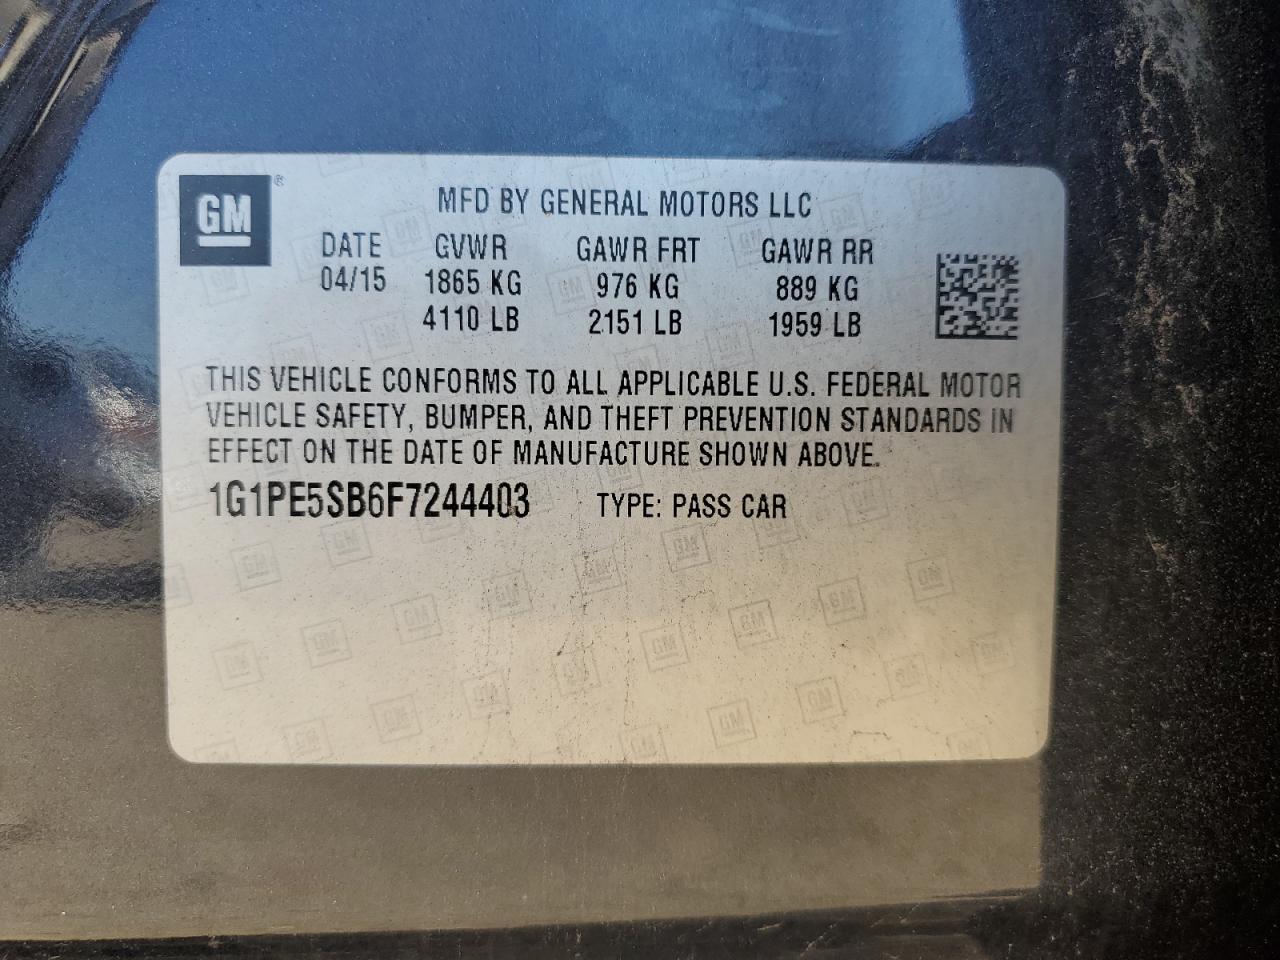 GM ®
MFD BY GENERAL MOTORS LLC
DATE GVWR GAWR FRT GAWR RR
04/15 1865 KG 976 KG 889 KG
4110 LB 2151 LB 1959 LB
THIS VEHICLE CONFORMS TO ALL APPLICABLE U.S. FEDERAL MOTOR
VEHICLE SAFETY, BUMPER, AND THEFT PREVENTION STANDARDS IN
EFFECT ON THE DATE OF MANUFACTURE SHOWN ABOVE.
1G1PE5SB6F7244403 TYPE: PASS CAR